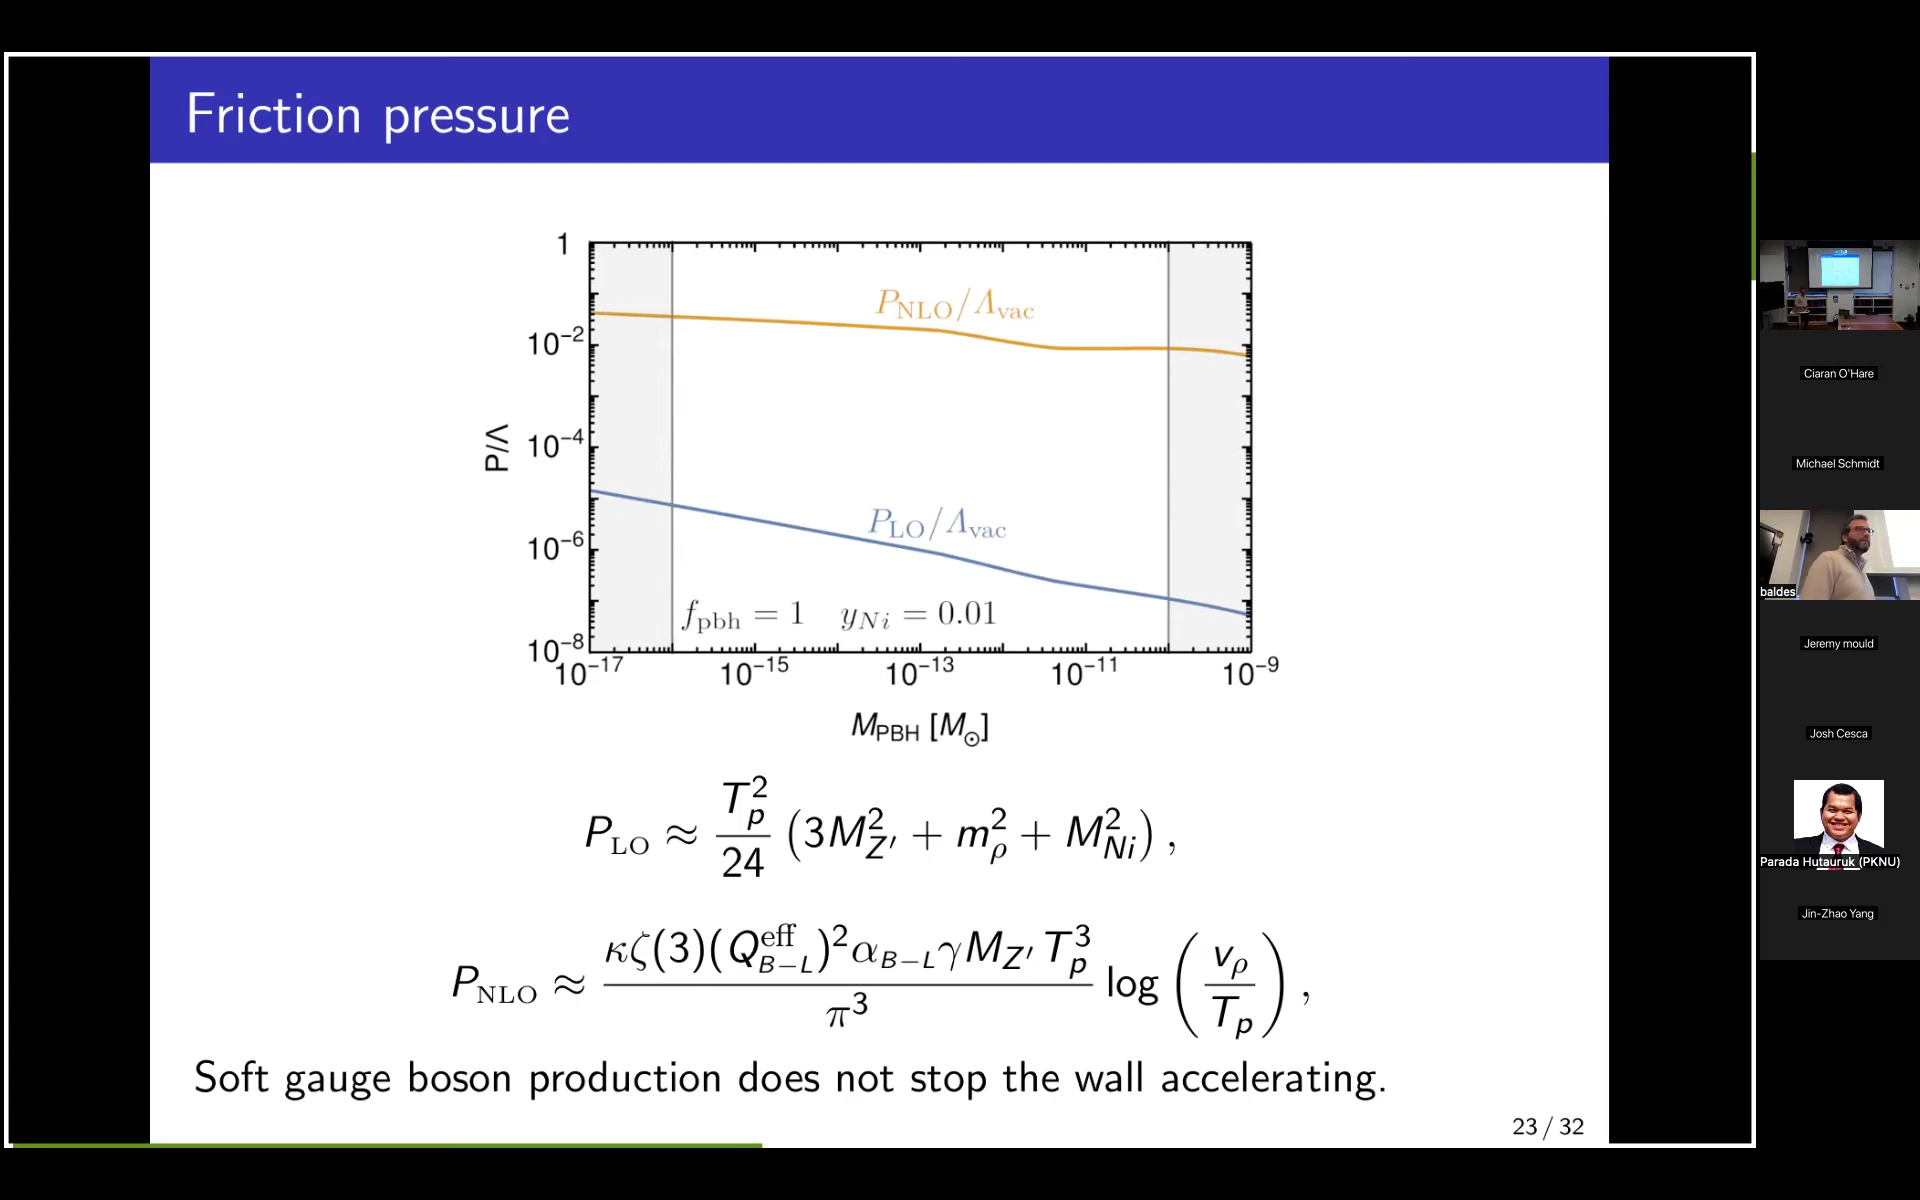 Friction pressure
1
10⁻²
10⁻⁴
10⁻⁶
10⁻⁸
P/Λ
P_NLO/Λ_vac
P_LO/Λ_vac
f_pbh = 1 y_Ni = 0.01
10⁻¹⁷ 10⁻¹⁵ 10⁻¹³ 10⁻¹¹ 10⁻⁹
M_PBH [M_⊙]
P_LO ≈ T_p²/24 (3M_Z′² + m_ρ² + M_Ni²) ,
P_NLO ≈ κζ(3)(Q_B−L^eff)²α_B−LγM_Z′T_p³/π³ log (v_ρ/T_p) ,
Soft gauge boson production does not stop the wall accelerating.
23 / 32
Ciaran O'Hare
Michael Schmidt
baldes
Jeremy mould
Josh Cesca
Parada Hutauruk (PKNU)
Jin-Zhao Yang